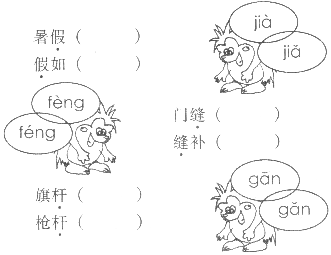 暑假（ ）
假如（ ）
jià
jiǎ
fèng
féng
门缝（ ）
缝补（ ）
旗杆（ ）
枪杆（ ）
gān
gǎn